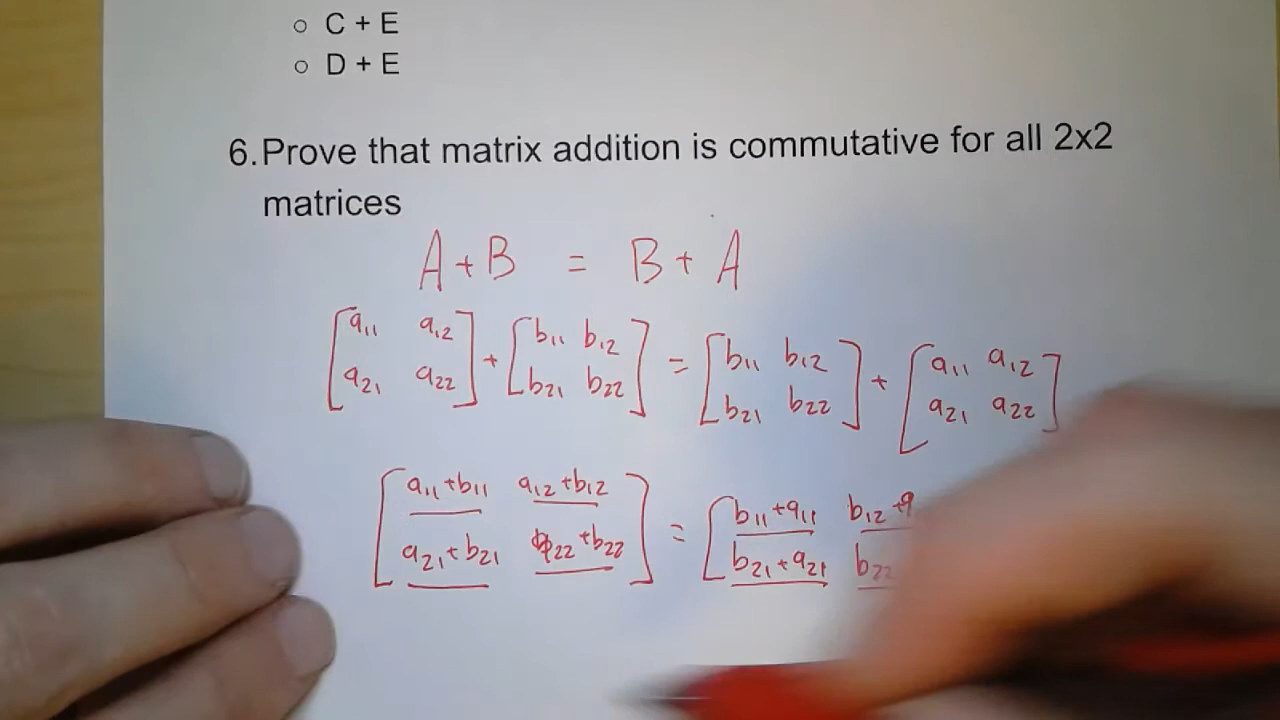 ○ C + E
○ D + E
6. Prove that matrix addition is commutative for all 2x2
matrices
A + B = B + A
[a₁₁ a₁₂] + [b₁₁ b₁₂] = [b₁₁ b₁₂] + [a₁₁ a₁₂]
[a₂₁ a₂₂] [b₂₁ b₂₂] [b₂₁ b₂₂] [a₂₁ a₂₂]
[a₁₁+b₁₁ a₁₂+b₁₂] = [b₁₁+a₁₁ b₁₂+a
[a₂₁+b₂₁ a₂₂+b₂₂] [b₂₁+a₂₁ b₂₂